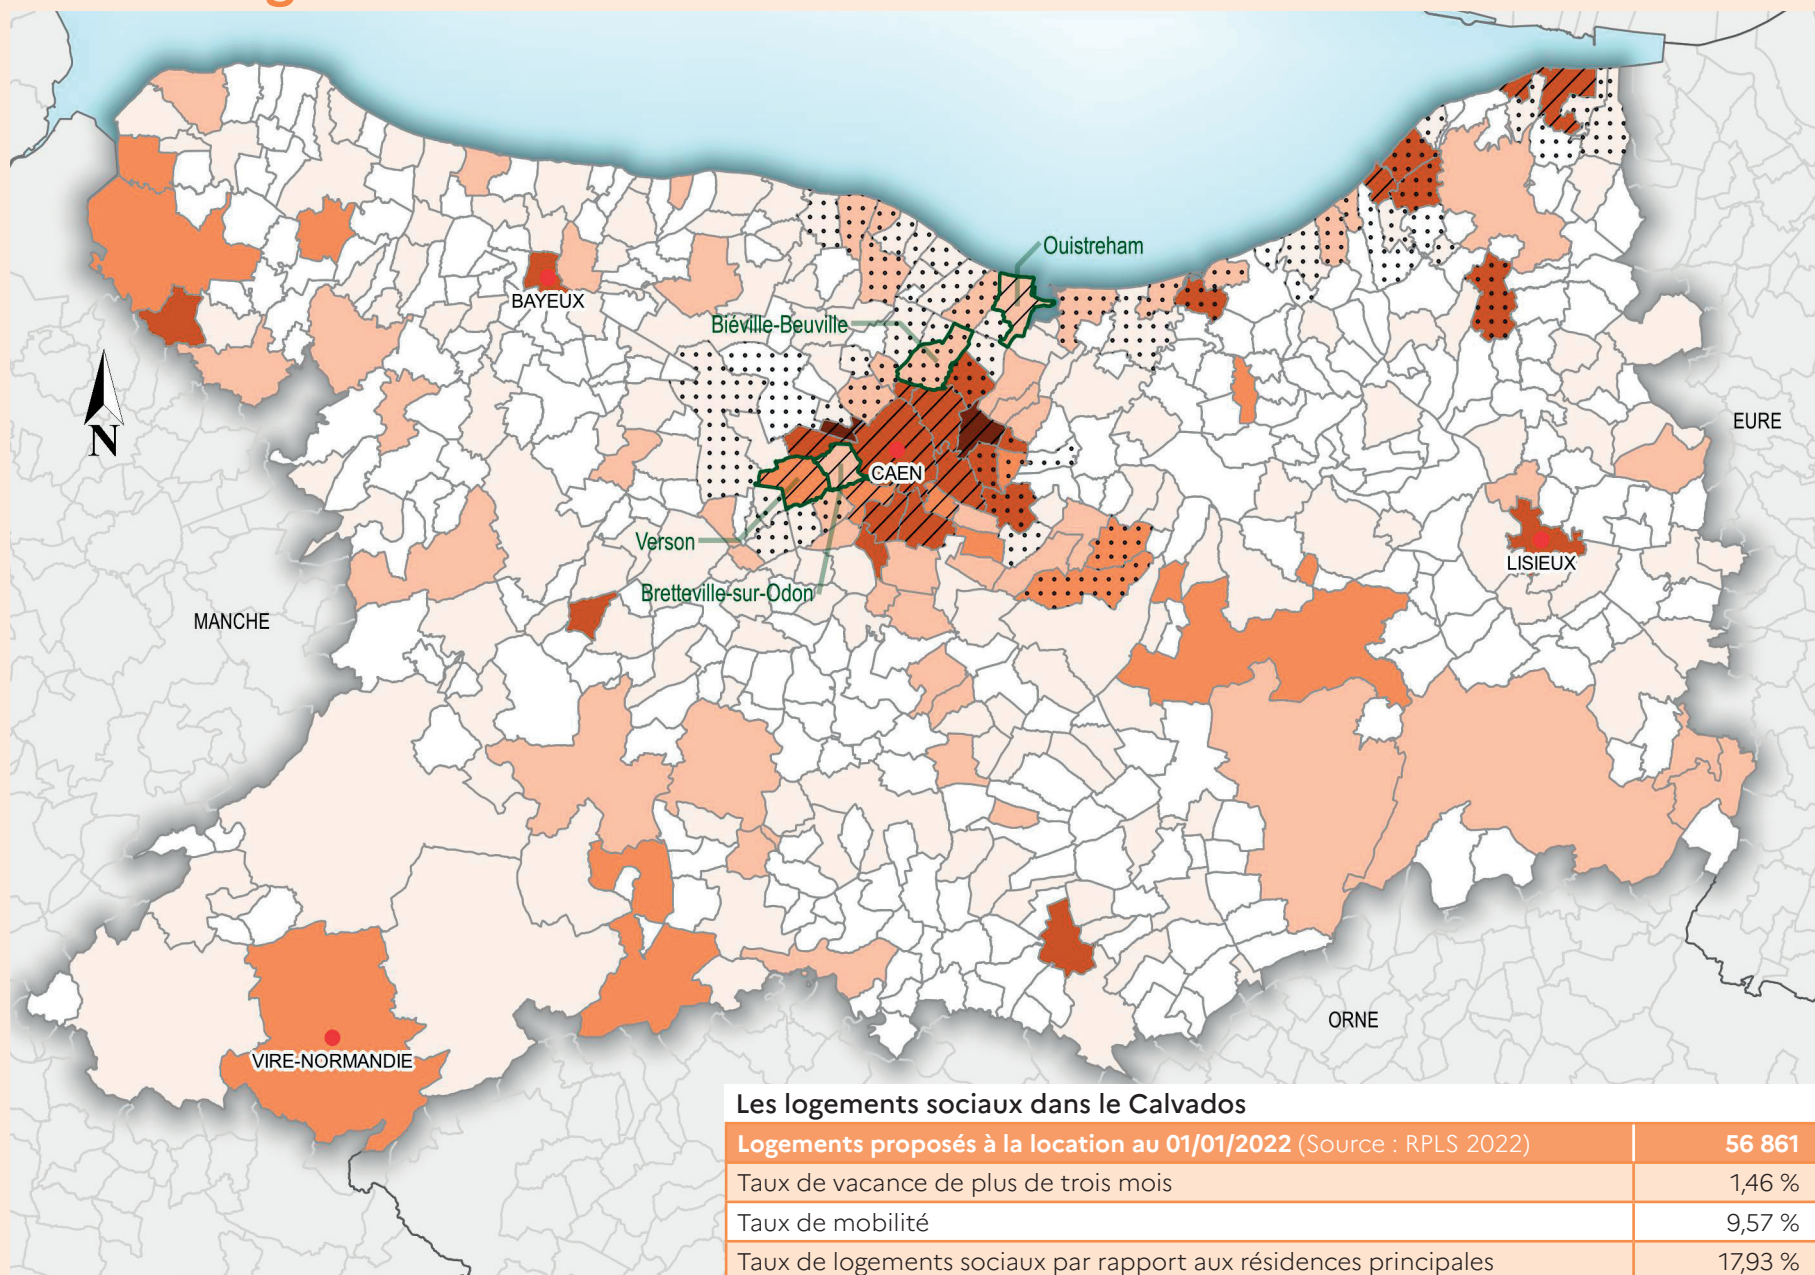 Ouistreham
BAYEUX
Biéville-Beuville
EURE
N
CAEN
Verson
LISIEUX
Bretteville-sur-Odon
MANCHE
ORNE
VIRE-NORMANDIE
Les logements sociaux dans le Calvados
Logements proposés à la location au 01/01/2022 (Source : RPLS 2022) 56 861
Taux de vacance de plus de trois mois 1,46 %
Taux de mobilité 9,57 %
Taux de logements sociaux par rapport aux résidences principales 17,93 %